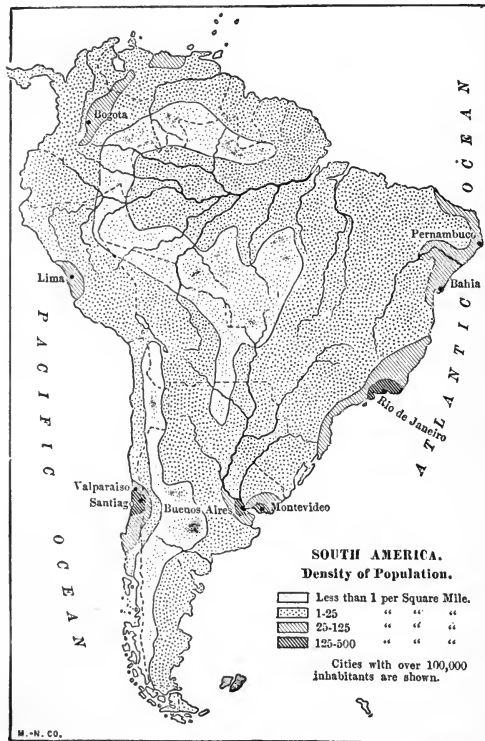 Bogota
ATLANTIC OCEAN
Pernambuco
Lima
Bahia
PACIFIC OCEAN
Rio de Janeiro
Valparaiso
Santiag
Buenos Aires
Montevideo
SOUTH AMERICA.
Density of Population.
Less than 1 per Square Mile.
1-25 " " "
25-125 " " "
125-500 " " "
Cities with over 100,000
inhabitants are shown.
M.-N. CO.